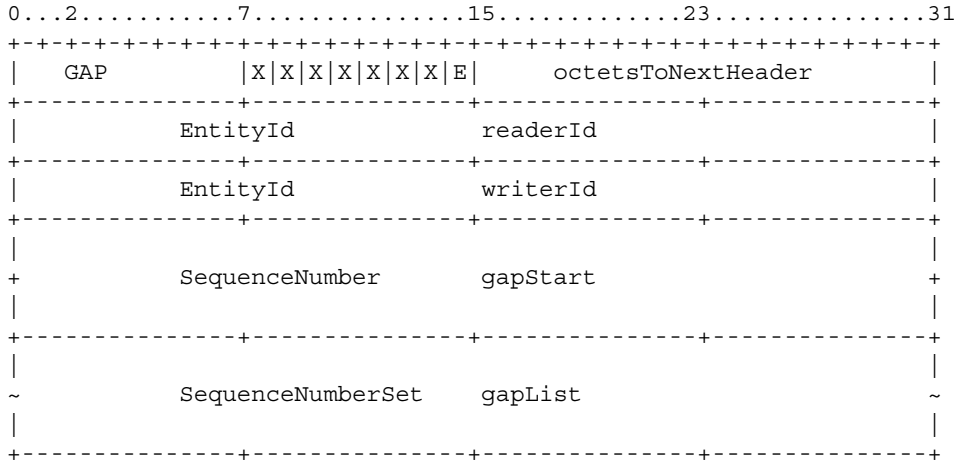 0...2...........7...............15.............23...............31
+-+-+-+-+-+-+-+-+-+-+-+-+-+-+-+-+-+-+-+-+-+-+-+-+-+-+-+-+-+-+-+-+
|   GAP         |X|X|X|X|X|X|X|E|     octetsToNextHeader        |
+---------------+---------------+---------------+---------------+
|           EntityId             readerId                       |
+---------------+---------------+---------------+---------------+
|           EntityId             writerId                       |
+---------------+---------------+---------------+---------------+
|                                                               |
+           SequenceNumber       gapStart                       +
|                                                               |
+---------------+---------------+---------------+---------------+
|                                                               |
~           SequenceNumberSet    gapList                        ~
|                                                               |
+---------------+---------------+---------------+---------------+